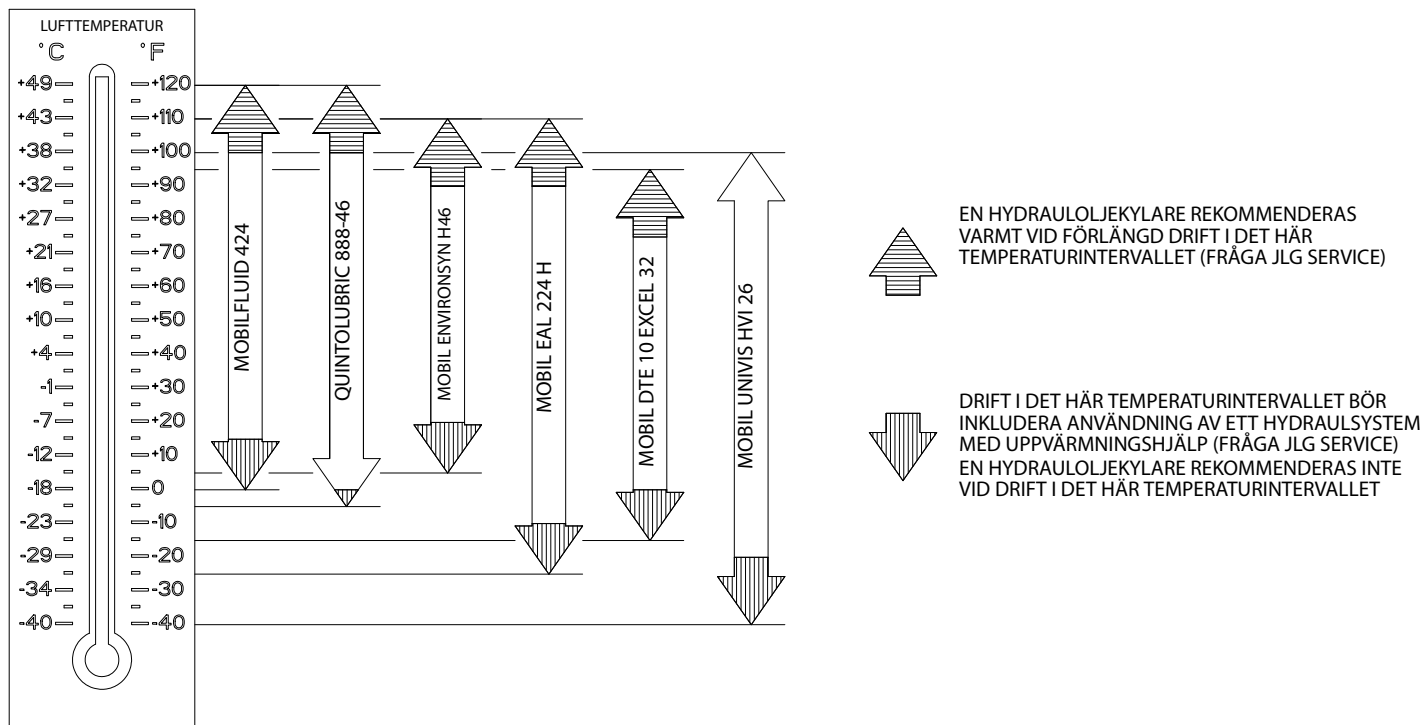 LUFTTEMPERATUR
°C °F
+49 +120
+43 +110
+38 +100
+32 +90
+27 +80
+21 +70
+16 +60
+10 +50
+4 +40
-1 +30
-7 +20
-12 +10
-18 0
-23 -10
-29 -20
-34 -30
-40 -40
MOBILFLUID 424
QUINTOLUBRIC 888-46
MOBIL ENVIRONSYN H46
MOBIL EAL 224 H
MOBIL DTE 10 EXCEL 32
MOBIL UNIVIS HVI 26
EN HYDRAULOLJEKYLARE REKOMMENDERAS
VARMT VID FÖRLÄNGD DRIFT I DET HÄR
TEMPERATURINTERVALLET (FRÅGA JLG SERVICE)
DRIFT I DET HÄR TEMPERATURINTERVALLET BÖR
INKLUDERA ANVÄNDNING AV ETT HYDRAULSYSTEM
MED UPPVÄRMNINGSHJÄLP (FRÅGA JLG SERVICE)
EN HYDRAULOLJEKYLARE REKOMMENDERAS INTE
VID DRIFT I DET HÄR TEMPERATURINTERVALLET